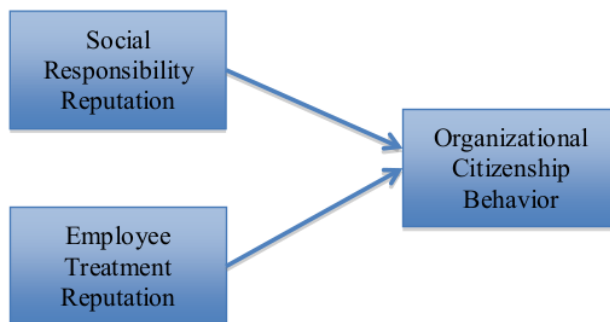 Social
Responsibility
Reputation
Organizational
Citizenship
Behavior
Employee
Treatment
Reputation